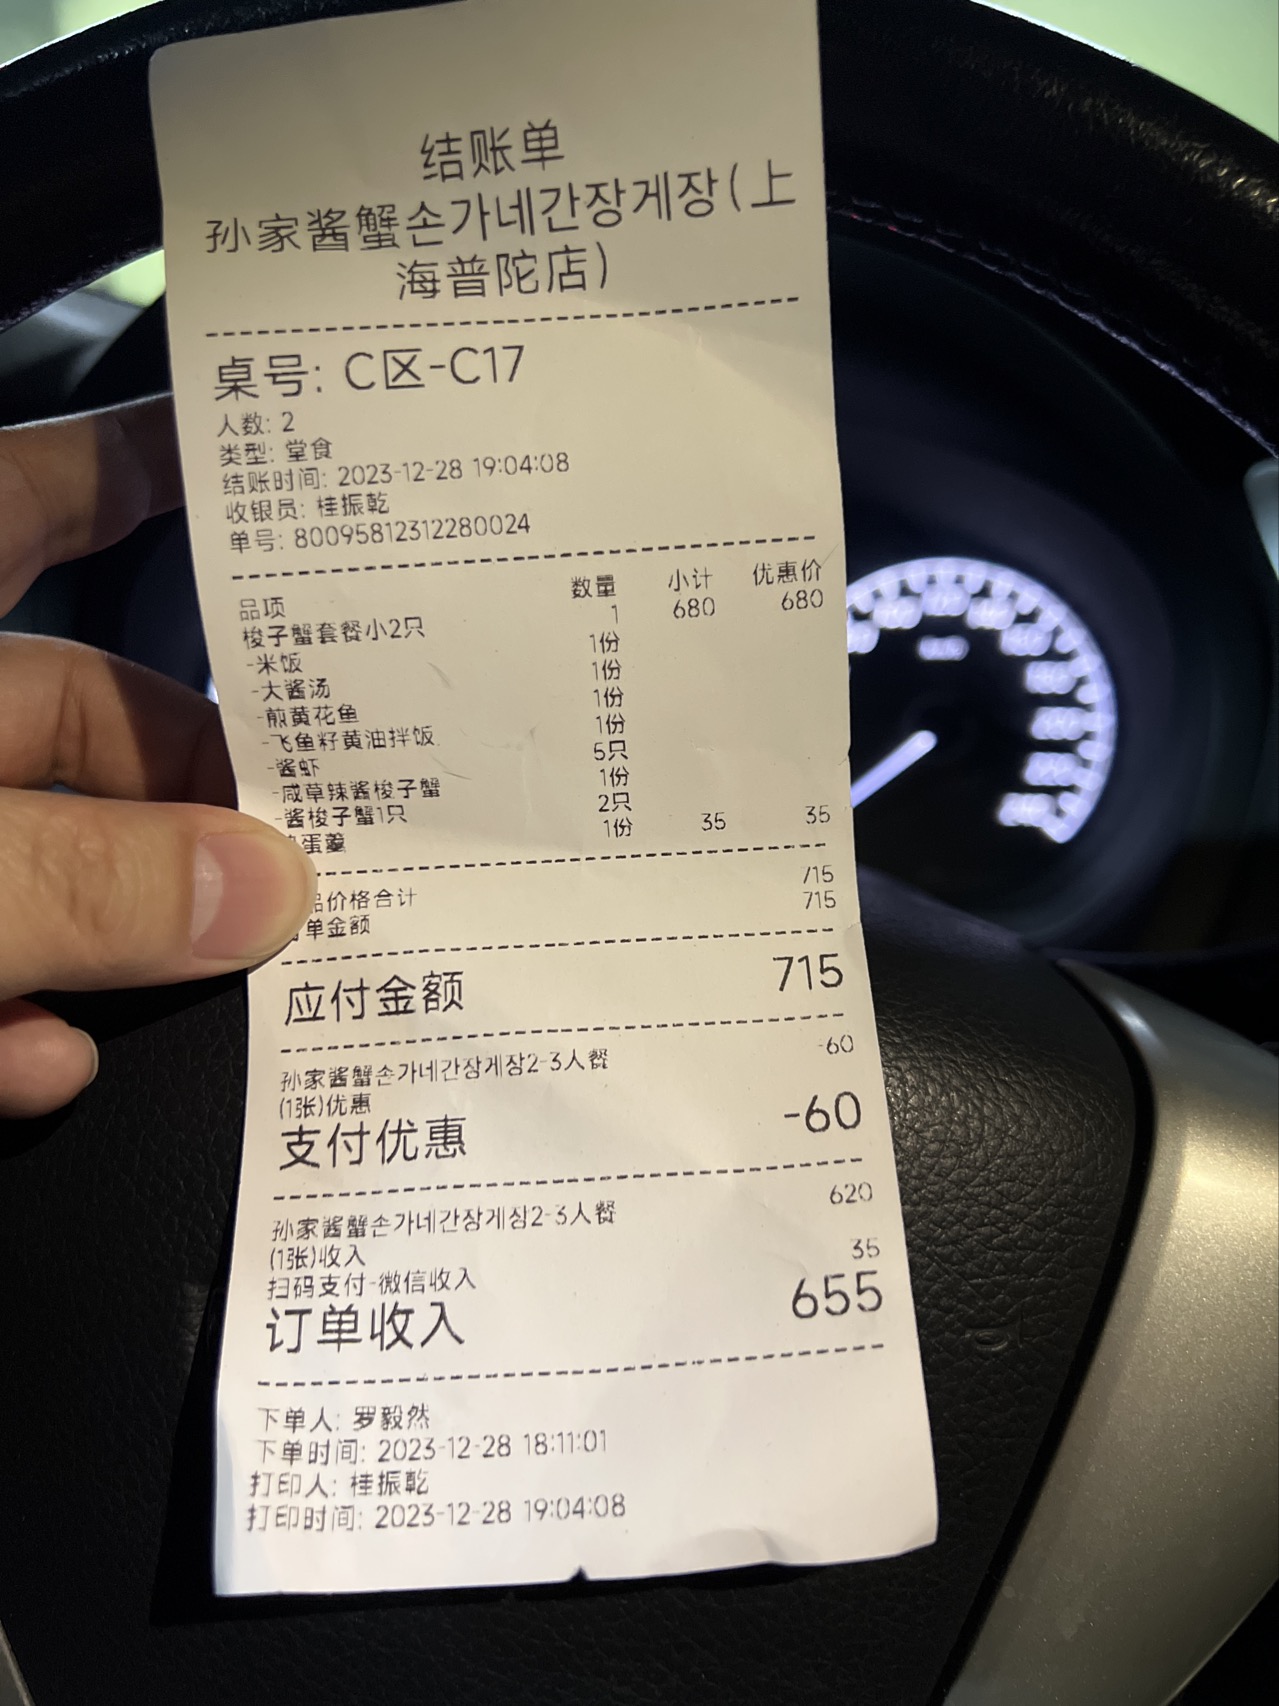 结账单
孙家酱蟹손가네간장게장(上
海普陀店)
桌号: C区-C17
人数: 2
类型: 堂食
结账时间: 2023-12-28 19:04:08
收银员: 桂振乾
单号: 80095812312280024
品项 数量 小计 优惠价
梭子蟹套餐小2只 1 680 680
-米饭 1份
-大酱汤 1份
-煎黄花鱼 1份
-飞鱼籽黄油拌饭 1份
-酱虾 5只
-咸草辣酱梭子蟹 1份
-酱梭子蟹1只 2只
蛋羹 1份 35 35
品价格合计 715
单金额 715
应付金额 715
孙家酱蟹손가네간장게장2-3人餐 -60
(1张)优惠
支付优惠 -60
孙家酱蟹손가네간장게장2-3人餐 620
(1张)收入
扫码支付-微信收入 35
订单收入 655
下单人: 罗毅然
下单时间: 2023-12-28 18:11:01
打印人: 桂振乾
打印时间: 2023-12-28 19:04:08